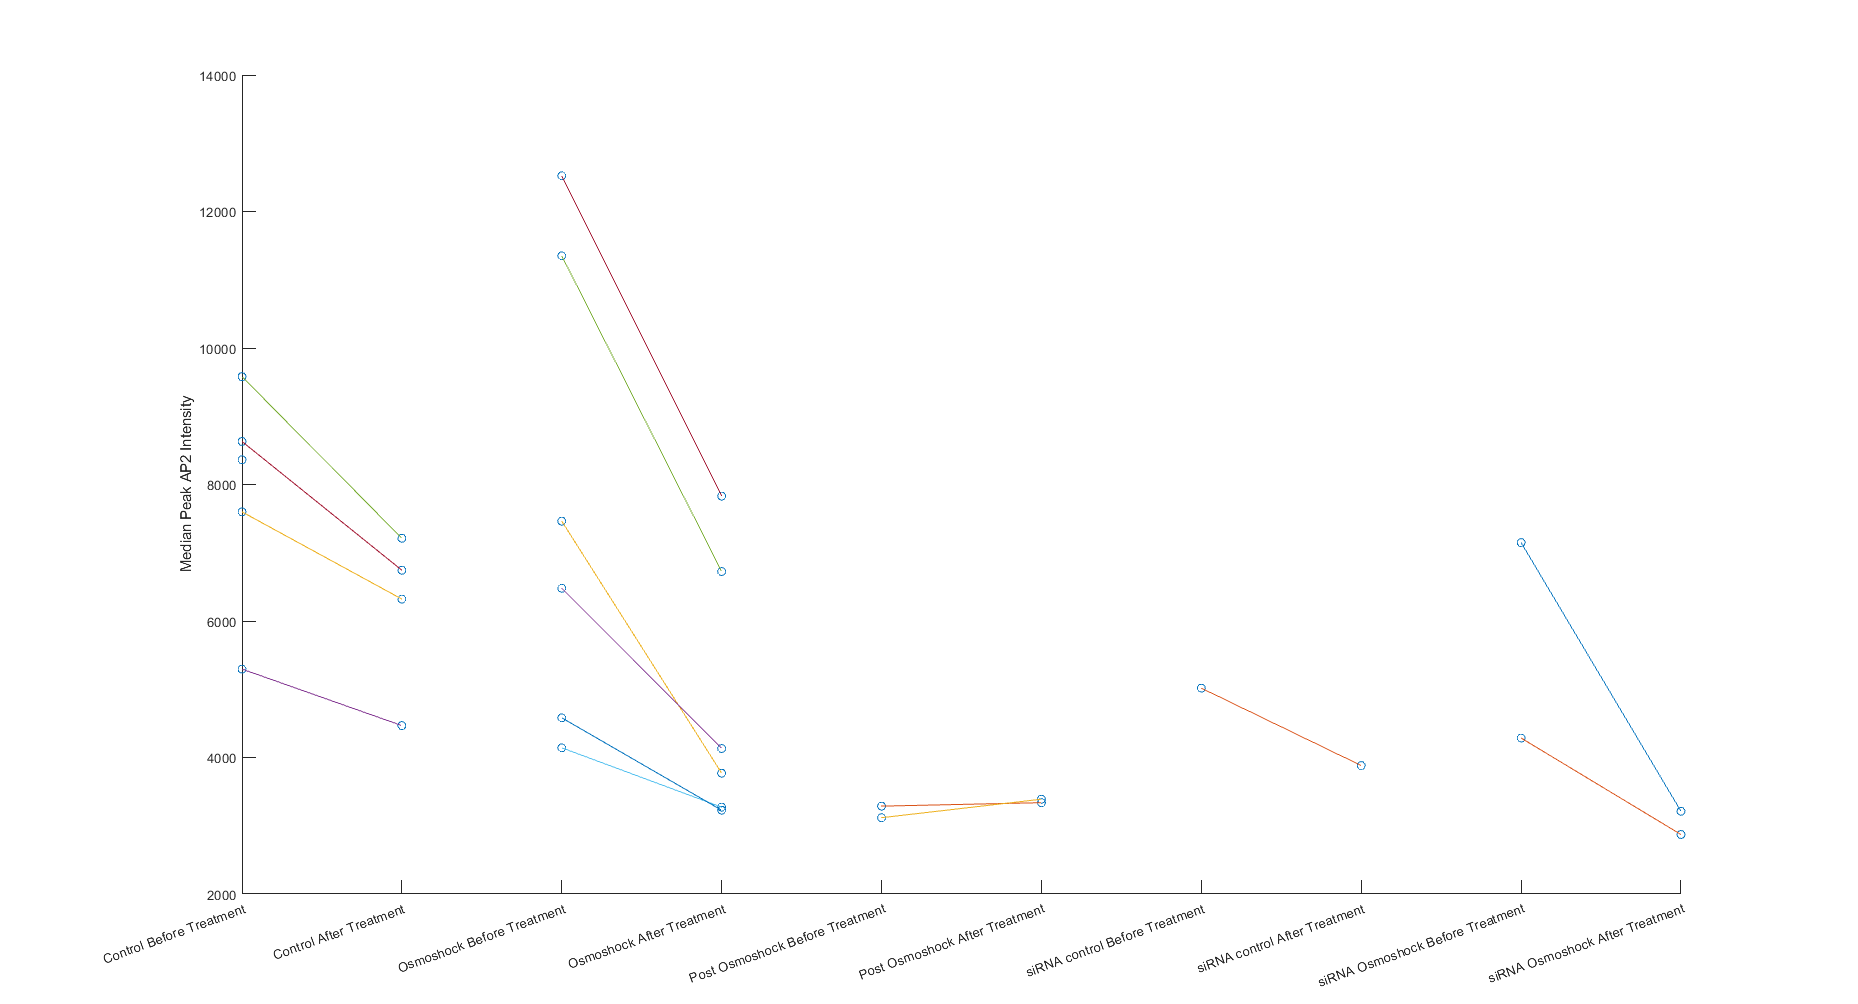 14000
12000
10000
8000
6000
4000
2000
Median Peak AP2 Intensity
Control Before Treatment
Control After Treatment
Osmoshock Before Treatment
Osmoshock After Treatment
Post Osmoshock Before Treatment
Post Osmoshock After Treatment
siRNA control Before Treatment
siRNA control After Treatment
siRNA Osmoshock Before Treatment
siRNA Osmoshock After Treatment